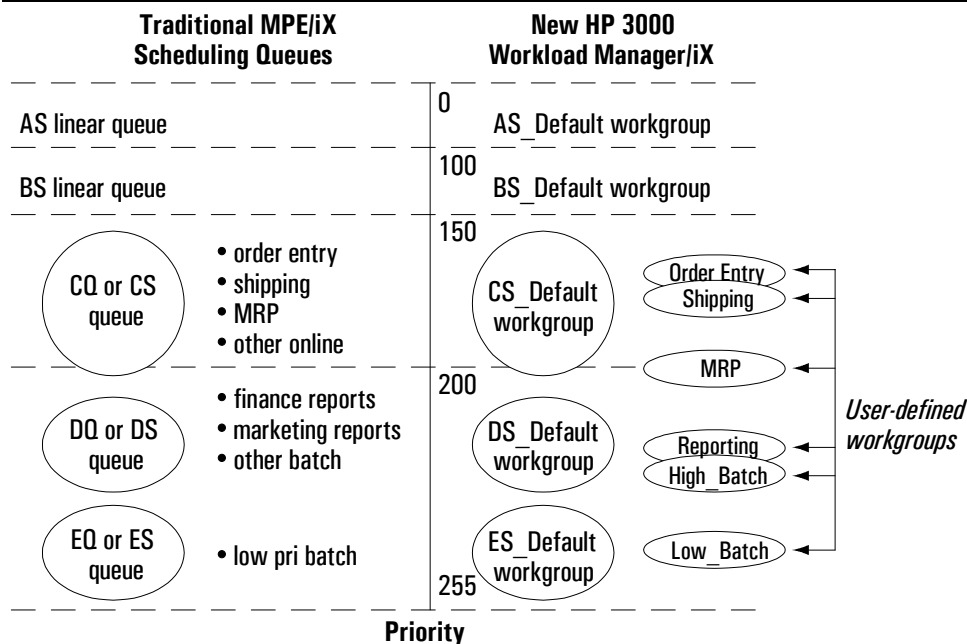 Traditional MPE/iX
Scheduling Queues
New HP 3000
Workload Manager/iX
0
AS linear queue
AS_Default workgroup
100
BS linear queue
BS_Default workgroup
150
CQ or CS
queue
• order entry
• shipping
• MRP
• other online
CS_Default
workgroup
Order Entry
Shipping
MRP
200
DQ or DS
queue
• finance reports
• marketing reports
• other batch
DS_Default
workgroup
Reporting
High_Batch
User-defined
workgroups
EQ or ES
queue
• low pri batch
ES_Default
workgroup
Low_Batch
255
Priority